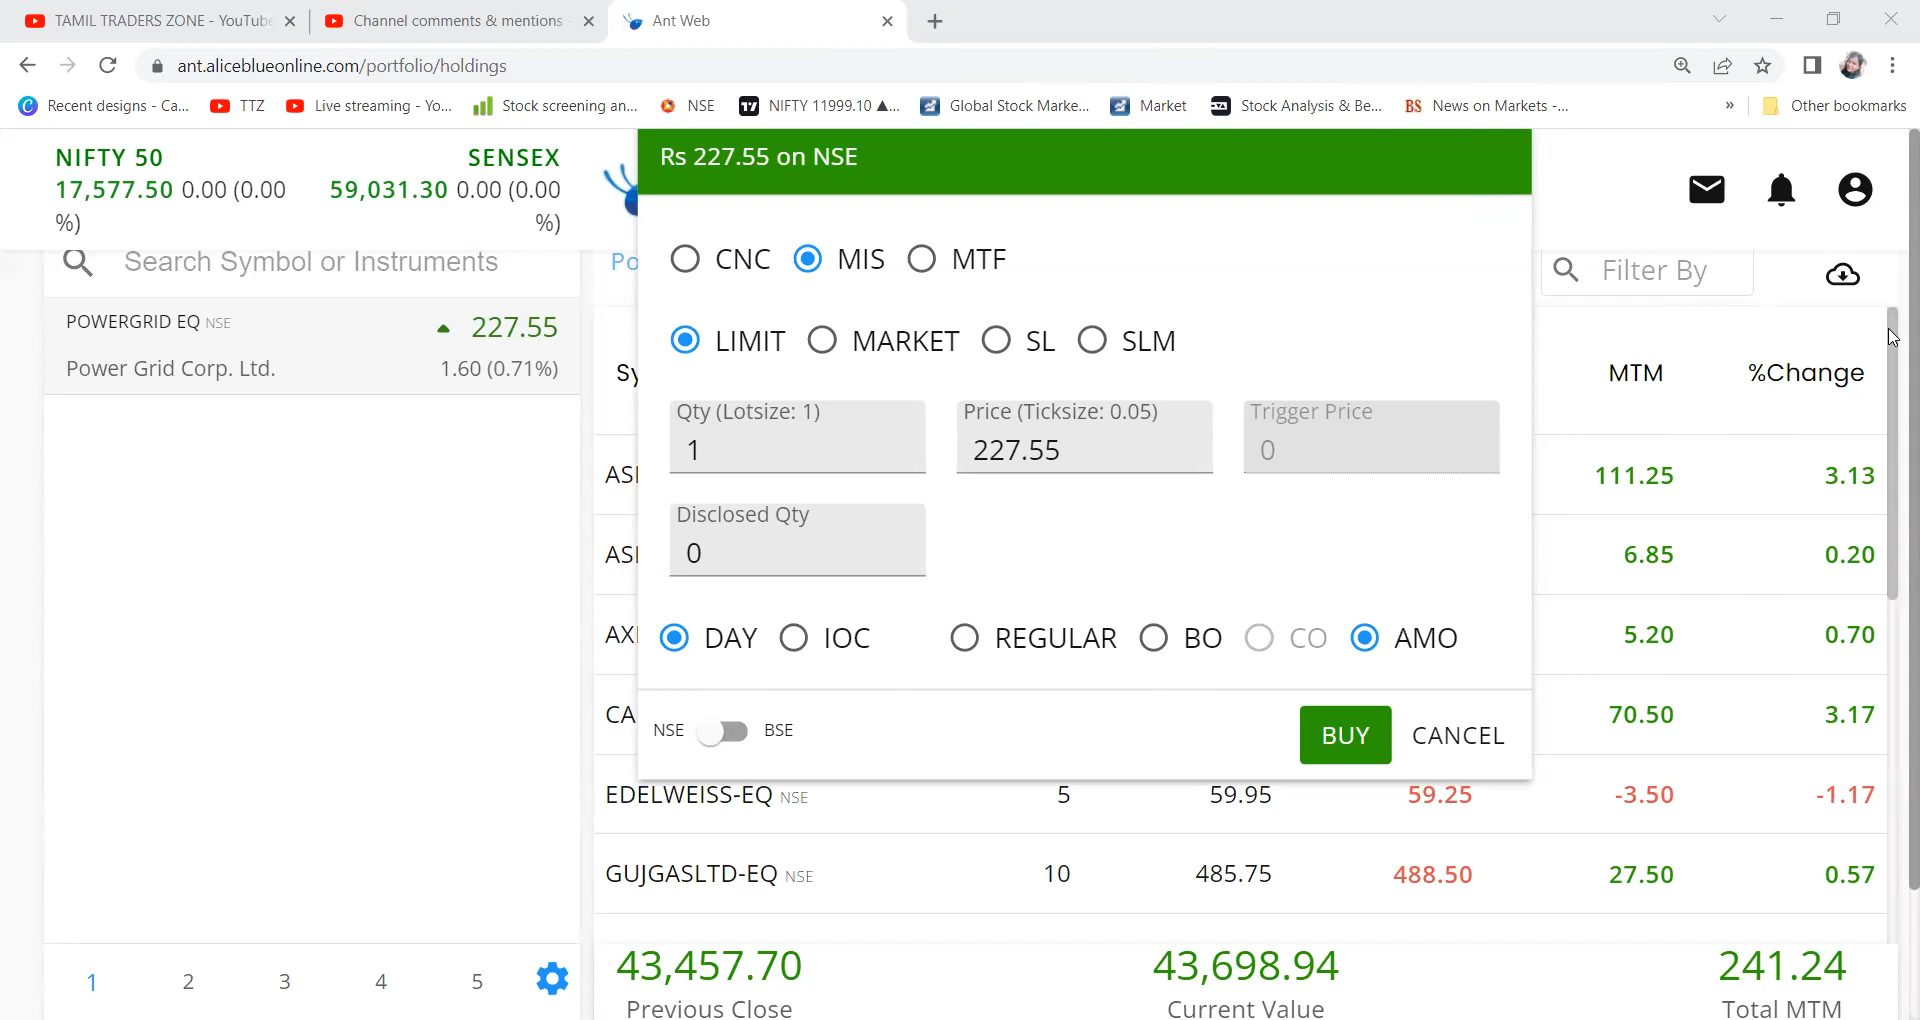 TAMIL TRADERS ZONE - YouTube
Channel comments & mentions
Ant Web
ant.aliceblueonline.com/portfolio/holdings
Recent designs - Ca...
TTZ
Live streaming - Yo...
Stock screening an...
NSE
NIFTY 11999.10 ▲...
Global Stock Marke...
Market
Stock Analysis & Be...
BS News on Markets -...
»
Other bookmarks
NIFTY 50
17,577.50 0.00 (0.00
%)
SENSEX
59,031.30 0.00 (0.00
%)
Search Symbol or Instruments
POWERGRID EQ NSE
227.55
Power Grid Corp. Ltd.
1.60 (0.71%)
1 2 3 4 5
Rs 227.55 on NSE
CNC MIS MTF
LIMIT MARKET SL SLM
Qty (Lotsize: 1)
1
Price (Ticksize: 0.05)
227.55
Trigger Price
0
Disclosed Qty
0
DAY IOC REGULAR BO CO AMO
NSE BSE
BUY CANCEL
Po
Filter By
Sy
MTM %Change
111.25 3.13
6.85 0.20
AX 5.20 0.70
CA 70.50 3.17
EDELWEISS-EQ NSE 5 59.95 59.25 -3.50 -1.17
GUJGASLTD-EQ NSE 10 485.75 488.50 27.50 0.57
43,457.70 43,698.94 241.24
Previous Close Current Value Total MTM